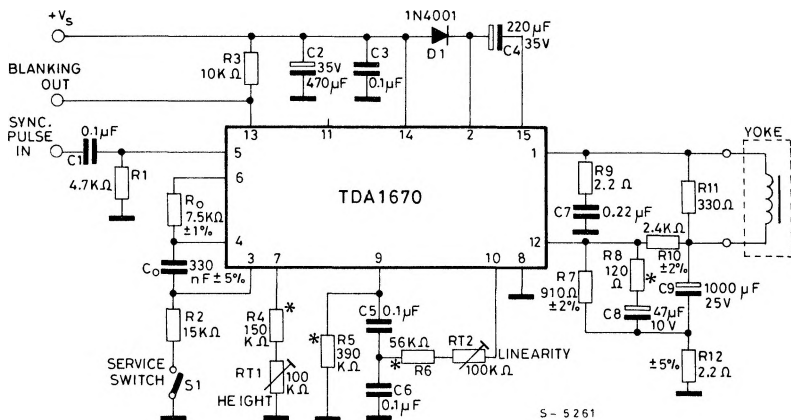 +Vs
1N4001
D1
220 µF
35V
C4
R3
10KΩ
C2
35V
470µF
C3
0.1µF
BLANKING
OUT
SYNC.
PULSE
IN
0.1µF
C1
R1
4.7KΩ
13
11
14
2
15
5
6
4
3
7
9
10
8
1
12
TDA1670
Ro
7.5KΩ
±1%
Co
330
nF ±5%
R2
15KΩ
SERVICE
SWITCH
S1
R4
150
KΩ
*
RT1
100
KΩ
HEIGHT
*
R5
390
KΩ
C5
0.1µF
C6
0.1µF
56KΩ
*
R6
RT2
100KΩ
LINEARITY
R9
2.2 Ω
C7
0.22 µF
R11
330Ω
YOKE
2.4KΩ
R10
±2%
R7
910Ω
±2%
R8
120
Ω
*
C8
47µF
10V
C9
1000 µF
25V
±5%
R12
2.2Ω
S-5261